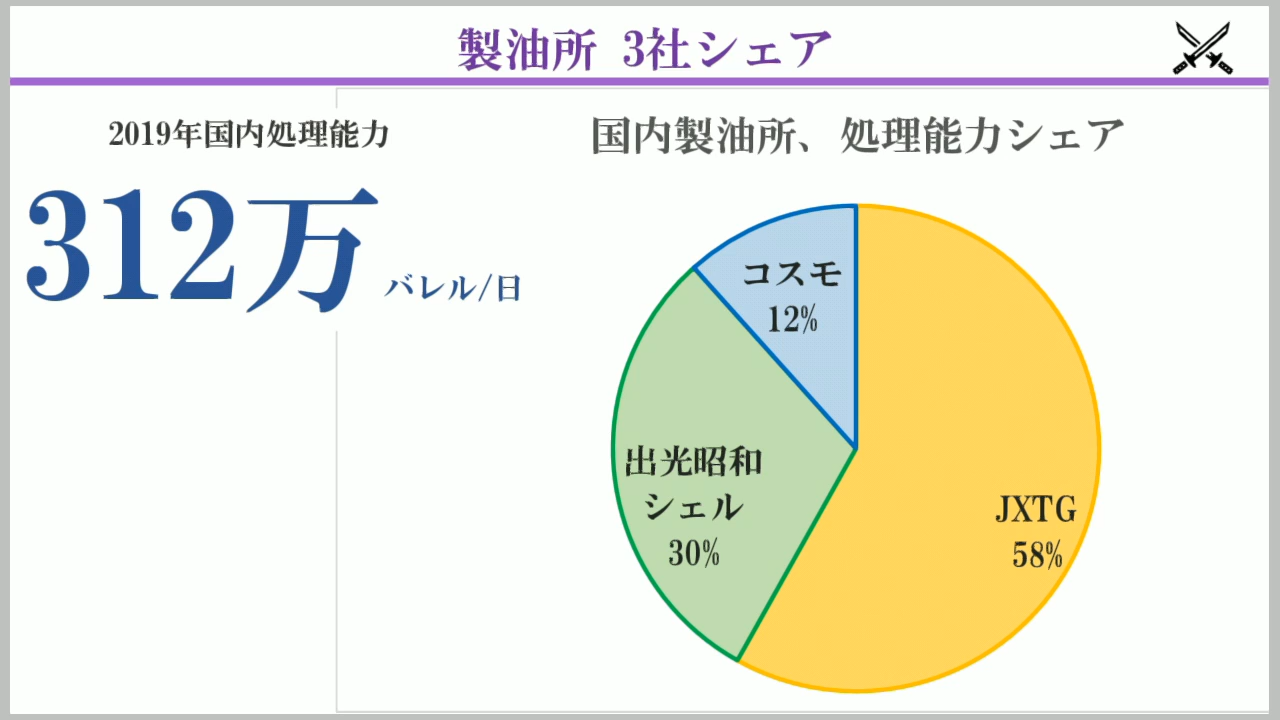 製油所 3社シェア
2019年国内処理能力
312万 バレル/日
国内製油所、処理能力シェア
コスモ
12%
出光昭和
シェル
30%
JXTG
58%